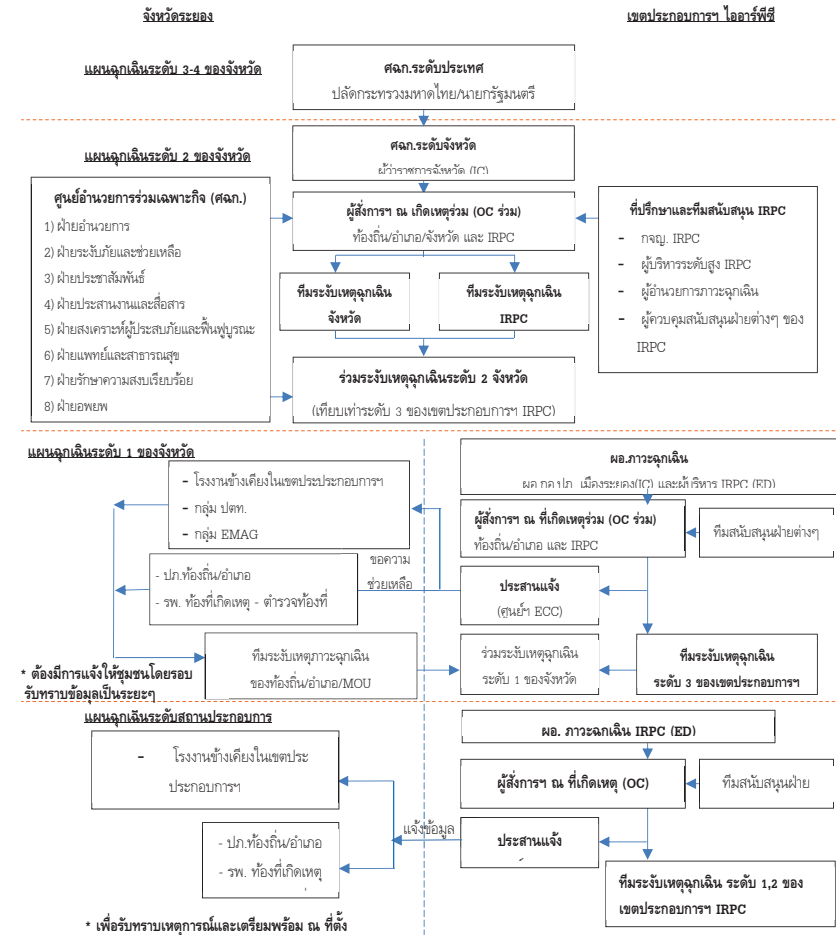 จังหวัดระยอง
เขตประกอบการฯ ไออาร์พีซี
แผนฉุกเฉินระดับ 3-4 ของจังหวัด
ศฉก.ระดับประเทศ
ปลัดกระทรวงมหาดไทย/นายกรัฐมนตรี
แผนฉุกเฉินระดับ 2 ของจังหวัด
ศฉก.ระดับจังหวัด
ผู้ว่าราชการจังหวัด (IC)
ศูนย์อำนวยการร่วมเฉพาะกิจ (ศฉก.)
1) ฝ่ายอำนวยการ
2) ฝ่ายระงับภัยและช่วยเหลือ
3) ฝ่ายประชาสัมพันธ์
4) ฝ่ายประสานงานและสื่อสาร
5) ฝ่ายสงเคราะห์ผู้ประสบภัยและฟื้นฟูบูรณะ
6) ฝ่ายแพทย์และสาธารณสุข
7) ฝ่ายรักษาความสงบเรียบร้อย
8) ฝ่ายอพยพ
ผู้สั่งการฯ ณ เกิดเหตุร่วม (OC ร่วม)
ท้องถิ่น/อำเภอ/จังหวัด และ IRPC
ที่ปรึกษาและทีมสนับสนุน IRPC
- กจญ. IRPC
- ผู้บริหารระดับสูง IRPC
- ผู้อำนวยการภาวะฉุกเฉิน
- ผู้ควบคุมสนับสนุนฝ่ายต่างๆ ของ
IRPC
ทีมระงับเหตุฉุกเฉิน
จังหวัด
ทีมระงับเหตุฉุกเฉิน
IRPC
ร่วมระงับเหตุฉุกเฉินระดับ 2 จังหวัด
(เทียบเท่าระดับ 3 ของเขตประกอบการฯ IRPC)
แผนฉุกเฉินระดับ 1 ของจังหวัด
ผอ.ภาวะฉุกเฉิน
ผอ.กอ.ปภ. เมืองระยอง(IC) และผู้บริหาร IRPC (ED)
- โรงงานข้างเคียงในเขตประประกอบการฯ
- กลุ่ม ปตท.
- กลุ่ม EMAG
ผู้สั่งการฯ ณ ที่เกิดเหตุร่วม (OC ร่วม)
ท้องถิ่น/อำเภอ และ IRPC
ทีมสนับสนุนฝ่ายต่างๆ
ขอความ
ช่วยเหลือ
- ปภ.ท้องถิ่น/อำเภอ
- รพ. ท้องที่เกิดเหตุ - ตำรวจท้องที่
ประสานแจ้ง
(ศูนย์ฯ ECC)
ทีมระงับเหตุภาวะฉุกเฉิน
ของท้องถิ่น/อำเภอ/MOU
ร่วมระงับเหตุฉุกเฉิน
ระดับ 1 ของจังหวัด
ทีมระงับเหตุฉุกเฉิน
ระดับ 3 ของเขตประกอบการฯ
* ต้องมีการแจ้งให้ชุมชนโดยรอบ
รับทราบข้อมูลเป็นระยะๆ
แผนฉุกเฉินระดับสถานประกอบการ
ผอ. ภาวะฉุกเฉิน IRPC (ED)
- โรงงานข้างเคียงในเขตประ
ประกอบการฯ
ผู้สั่งการฯ ณ ที่เกิดเหตุ (OC)
ทีมสนับสนุนฝ่าย
แจ้งข้อมูล
ประสานแจ้ง
- ปภ.ท้องถิ่น/อำเภอ
- รพ. ท้องที่เกิดเหตุ
ทีมระงับเหตุฉุกเฉิน ระดับ 1,2 ของ
เขตประกอบการฯ IRPC
* เพื่อรับทราบเหตุการณ์และเตรียมพร้อม ณ ที่ตั้ง